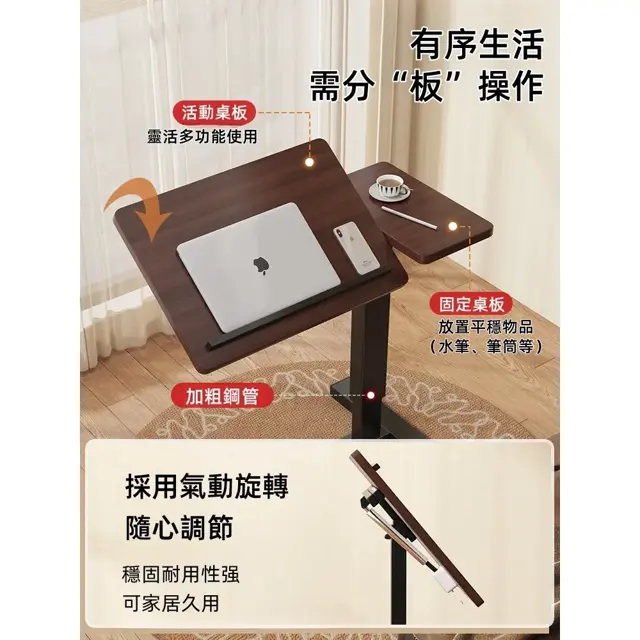 有序生活
需分“板”操作
活動桌板
靈活多功能使用
固定桌板
放置平穩物品
(水筆、筆筒等)
加粗鋼管
採用氣動旋轉
隨心調節
穩固耐用性强
可家居久用